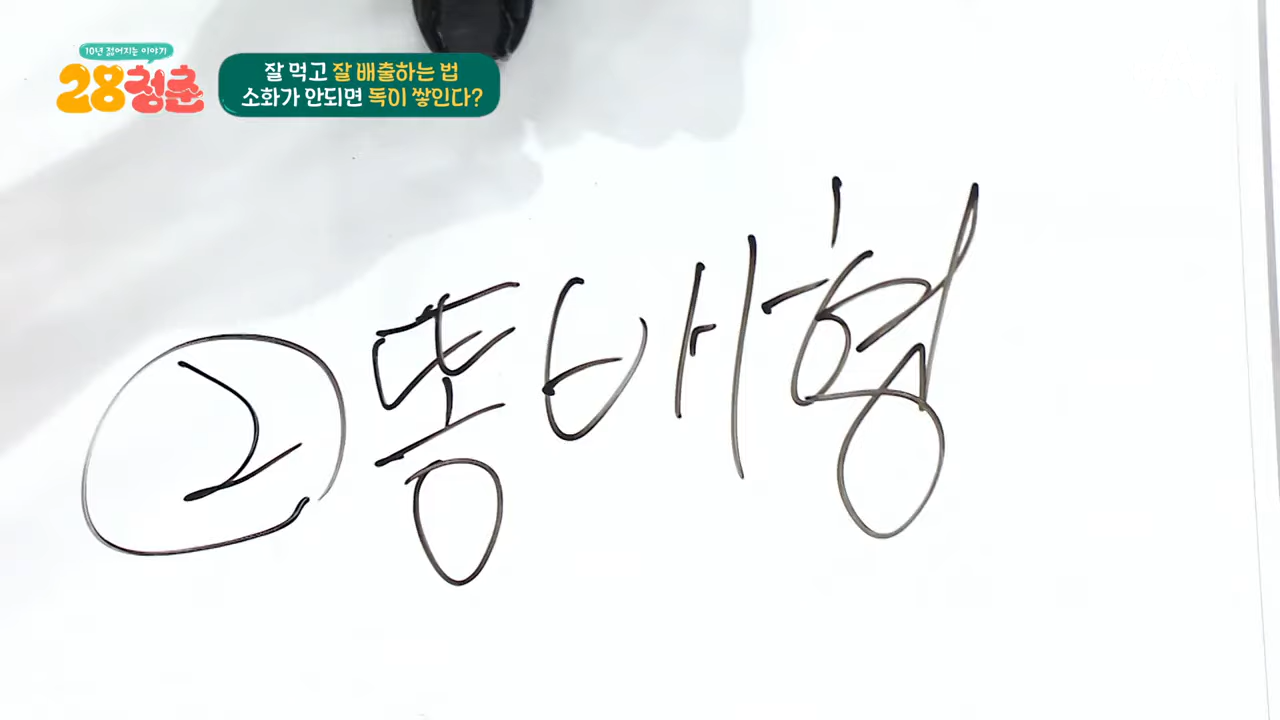 10년 젊어지는 이야기
28청춘
잘 먹고 잘 배출하는 법
소화가 안되면 독이 쌓인다?
② 똥배형